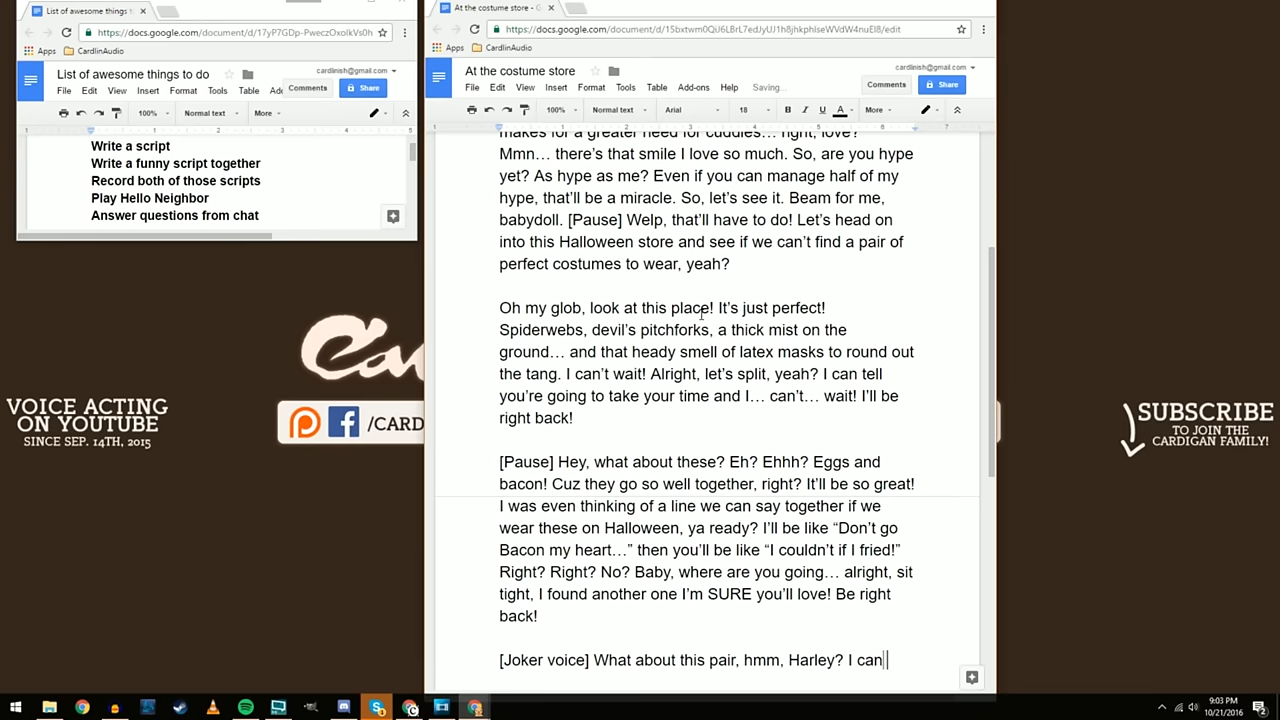 List of awesome things t
https://docs.google.com/document/d/17yP7GDp-PweczOxolkVs0h
Apps CardlinAudio
List of awesome things to do
cardlinish@gmail.com
File Edit View Insert Format Tools Table
Comments
Share
100% Normal text More
Write a script
Write a funny script together
Record both of those scripts
Play Hello Neighbor
Answer questions from chat
VOICE ACTING
ON YOUTUBE
SINCE SEP. 14TH, 2015
/CARD
At the costume store - G
https://docs.google.com/document/d/15bxtwm0QU6LBrL7edJyUJ1h8jhkphIseWVdW4nuEI8/edit
Apps CardlinAudio
At the costume store
cardlinish@gmail.com
File Edit View Insert Format Tools Table Add-ons Help Saving...
Comments
Share
100% Normal text Arial 18 B I U A More
makes for a greater need for cuddles… right, love?
Mmn… there’s that smile I love so much. So, are you hype
yet? As hype as me? Even if you can manage half of my
hype, that’ll be a miracle. So, let’s see it. Beam for me,
babydoll. [Pause] Welp, that’ll have to do! Let’s head on
into this Halloween store and see if we can’t find a pair of
perfect costumes to wear, yeah?
Oh my glob, look at this place! It’s just perfect!
Spiderwebs, devil’s pitchforks, a thick mist on the
ground… and that heady smell of latex masks to round out
the tang. I can’t wait! Alright, let’s split, yeah? I can tell
you’re going to take your time and I… can’t… wait! I’ll be
right back!
[Pause] Hey, what about these? Eh? Ehhh? Eggs and
bacon! Cuz they go so well together, right? It’ll be so great!
I was even thinking of a line we can say together if we
wear these on Halloween, ya ready? I’ll be like “Don’t go
Bacon my heart…” then you’ll be like “I couldn’t if I fried!”
Right? Right? No? Baby, where are you going… alright, sit
tight, I found another one I’m SURE you’ll love! Be right
back!
[Joker voice] What about this pair, hmm, Harley? I can
SUBSCRIBE
TO JOIN THE
CARDIGAN FAMILY!
9:03 PM
10/21/2016